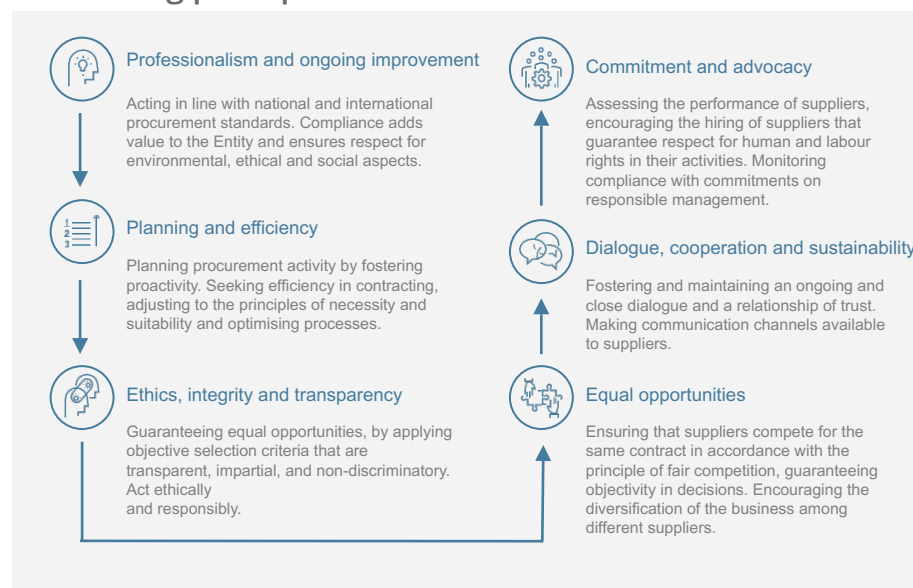 Professionalism and ongoing improvement
Acting in line with national and international
procurement standards. Compliance adds
value to the Entity and ensures respect for
environmental, ethical and social aspects.
1
2
3
Planning and efficiency
Planning procurement activity by fostering
proactivity. Seeking efficiency in contracting,
adjusting to the principles of necessity and
suitability and optimising processes.
Ethics, integrity and transparency
Guaranteeing equal opportunities, by applying
objective selection criteria that are
transparent, impartial, and non-discriminatory.
Act ethically
and responsibly.
Equal opportunities
Ensuring that suppliers compete for the
same contract in accordance with the
principle of fair competition, guaranteeing
objectivity in decisions. Encouraging the
diversification of the business among
different suppliers.
Dialogue, cooperation and sustainability
Fostering and maintaining an ongoing and
close dialogue and a relationship of trust.
Making communication channels available
to suppliers.
Commitment and advocacy
Assessing the performance of suppliers,
encouraging the hiring of suppliers that
guarantee respect for human and labour
rights in their activities. Monitoring
compliance with commitments on
responsible management.